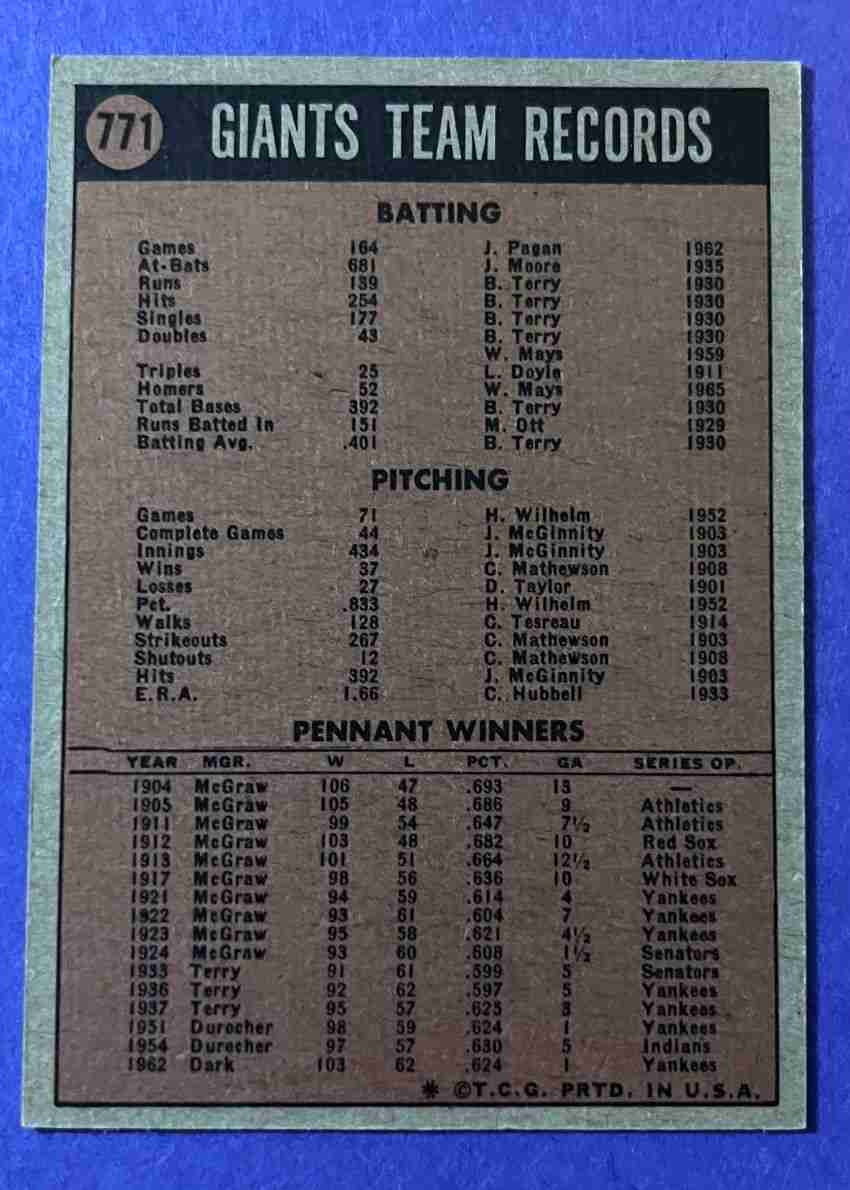 771 GIANTS TEAM RECORDS
BATTING
Games 164 J. Pagan 1962
At-Bats 681 J. Moore 1935
Runs 139 B. Terry 1930
Hits 254 B. Terry 1930
Singles 177 B. Terry 1930
Doubles 43 B. Terry 1930
W. Mays 1959
Triples 25 L. Doyle 1911
Homers 52 W. Mays 1965
Total Bases 392 B. Terry 1930
Runs Batted In 151 M. Ott 1929
Batting Avg. .401 B. Terry 1930
PITCHING
Games 71 H. Wilhelm 1952
Complete Games 44 J. McGinnity 1903
Innings 434 J. McGinnity 1903
Wins 37 C. Mathewson 1908
Losses 27 D. Taylor 1901
Pct. .833 H. Wilhelm 1952
Walks 128 C. Tesreau 1914
Strikeouts 267 C. Mathewson 1903
Shutouts 12 C. Mathewson 1908
Hits 392 J. McGinnity 1903
E.R.A. 1.66 C. Hubbell 1933
PENNANT WINNERS
YEAR MGR. W L PCT. GA SERIES OP.
1904 McGraw 106 47 .693 13 —
1905 McGraw 105 48 .686 9 Athletics
1911 McGraw 99 54 .647 7½ Athletics
1912 McGraw 103 48 .682 10 Red Sox
1913 McGraw 101 51 .664 12½ Athletics
1917 McGraw 98 56 .636 10 White Sox
1921 McGraw 94 59 .614 4 Yankees
1922 McGraw 93 61 .604 7 Yankees
1923 McGraw 95 58 .621 4½ Yankees
1924 McGraw 93 60 .608 1½ Senators
1933 Terry 91 61 .599 5 Senators
1936 Terry 92 62 .597 5 Yankees
1937 Terry 95 57 .625 3 Yankees
1951 Durocher 98 59 .624 1 Yankees
1954 Durocher 97 57 .630 5 Indians
1962 Dark 103 62 .624 1 Yankees
* ©T.C.G. PRTD. IN U.S.A.